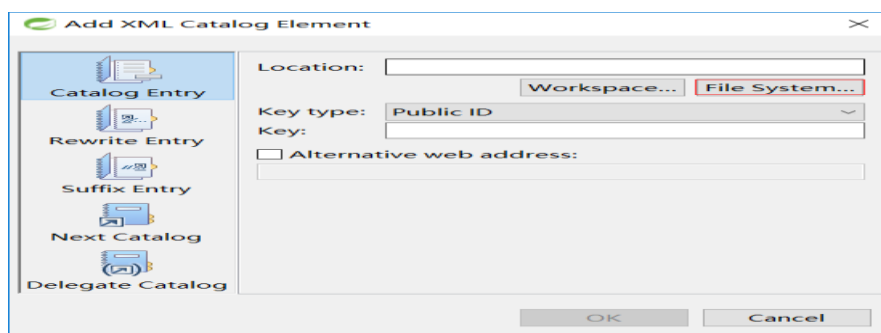 Add XML Catalog Element
Catalog Entry
Rewrite Entry
Suffix Entry
Next Catalog
Delegate Catalog
Location:
Workspace... File System...
Key type: Public ID
Key:
Alternative web address:
OK Cancel